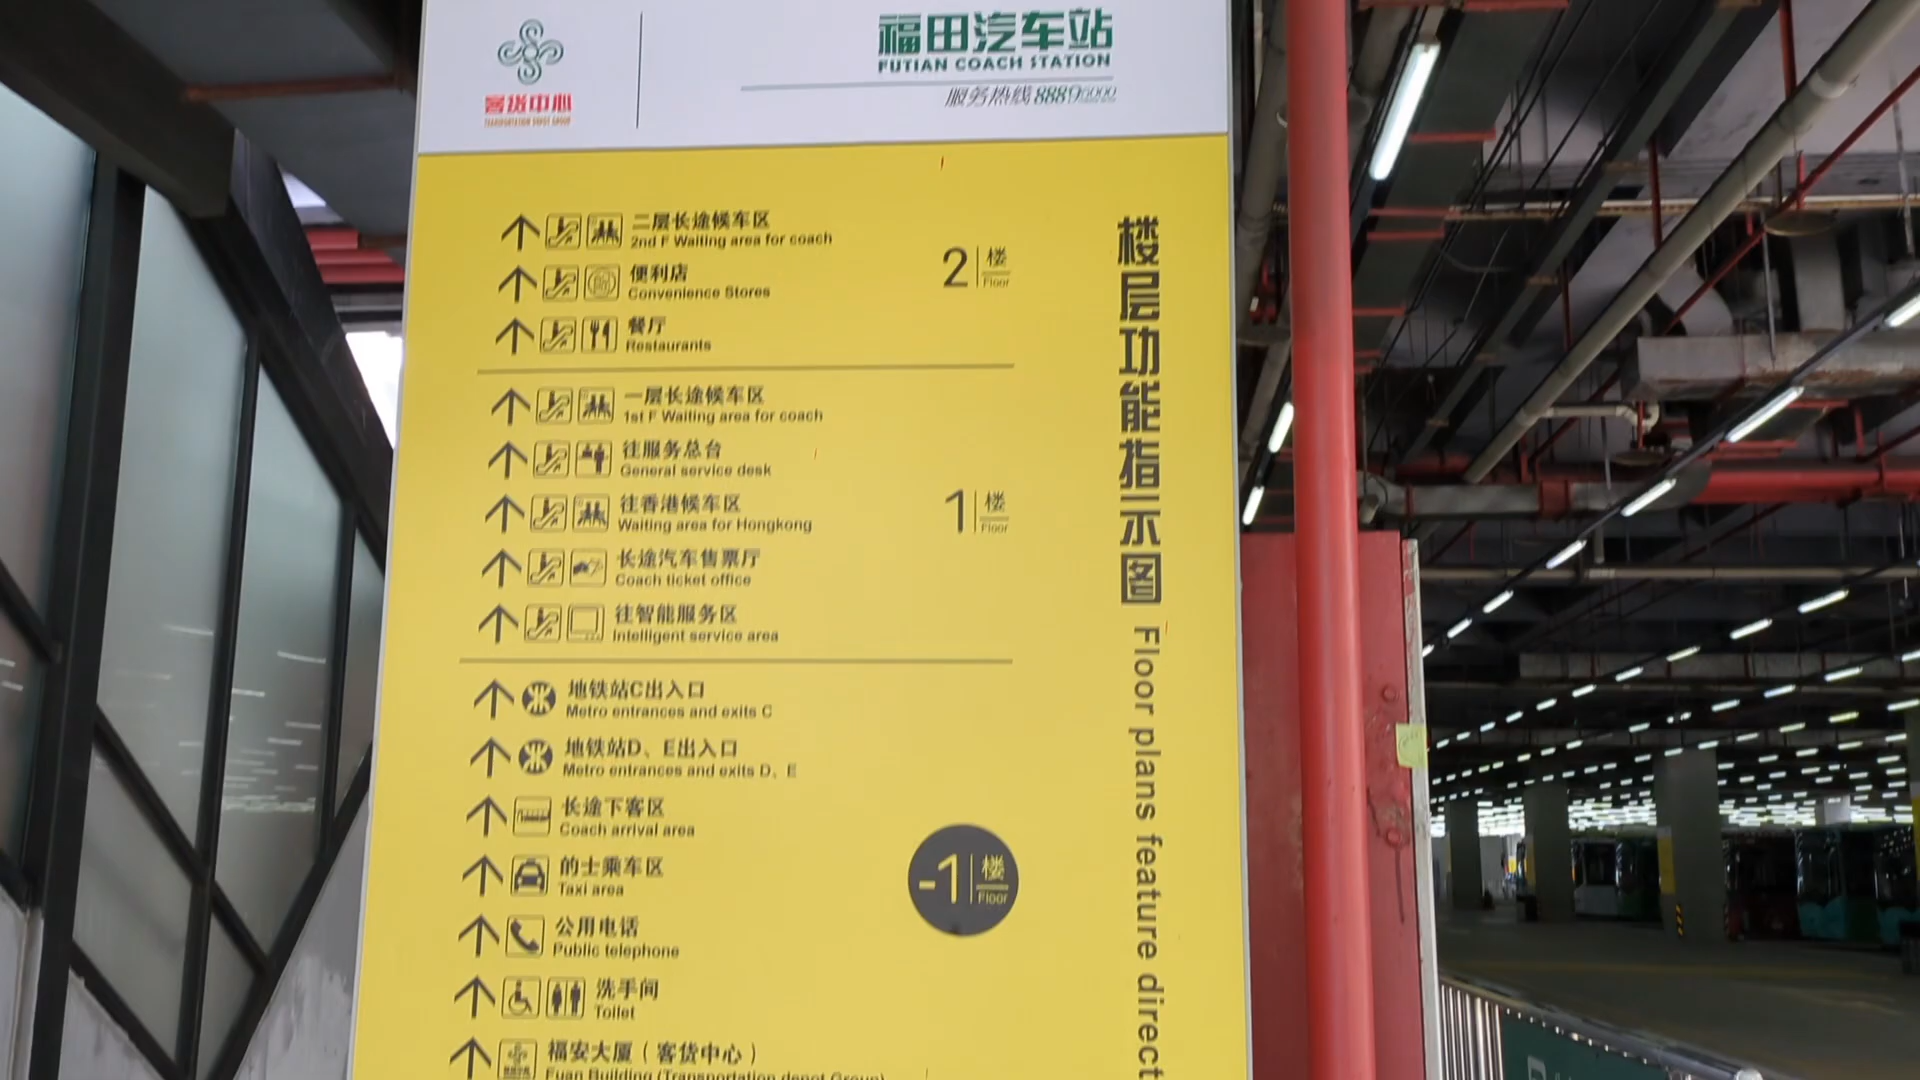 客货中心
TRANSPORTATION DEPOT GROUP
福田汽车站
FUTIAN COACH STATION
服务热线
二层长途候车区
2nd F Waiting area for coach
便利店
Convenience Stores
餐厅
Restaurants
2 楼
Floor
一层长途候车区
1st F Waiting area for coach
往服务总台
General service desk
往香港候车区
Waiting area for Hongkong
长途汽车售票厅
Coach ticket office
往智能服务区
Intelligent service area
1 楼
Floor
地铁站C出入口
Metro entrances and exits C
地铁站D、E出入口
Metro entrances and exits D、E
长途下客区
Coach arrival area
的士乘车区
Taxi area
公用电话
Public telephone
洗手间
Toilet
福安大厦（客货中心）
Fuan Building (Transportation depot Group)
-1 楼
Floor
楼层功能指示图 Floor plans feature direct